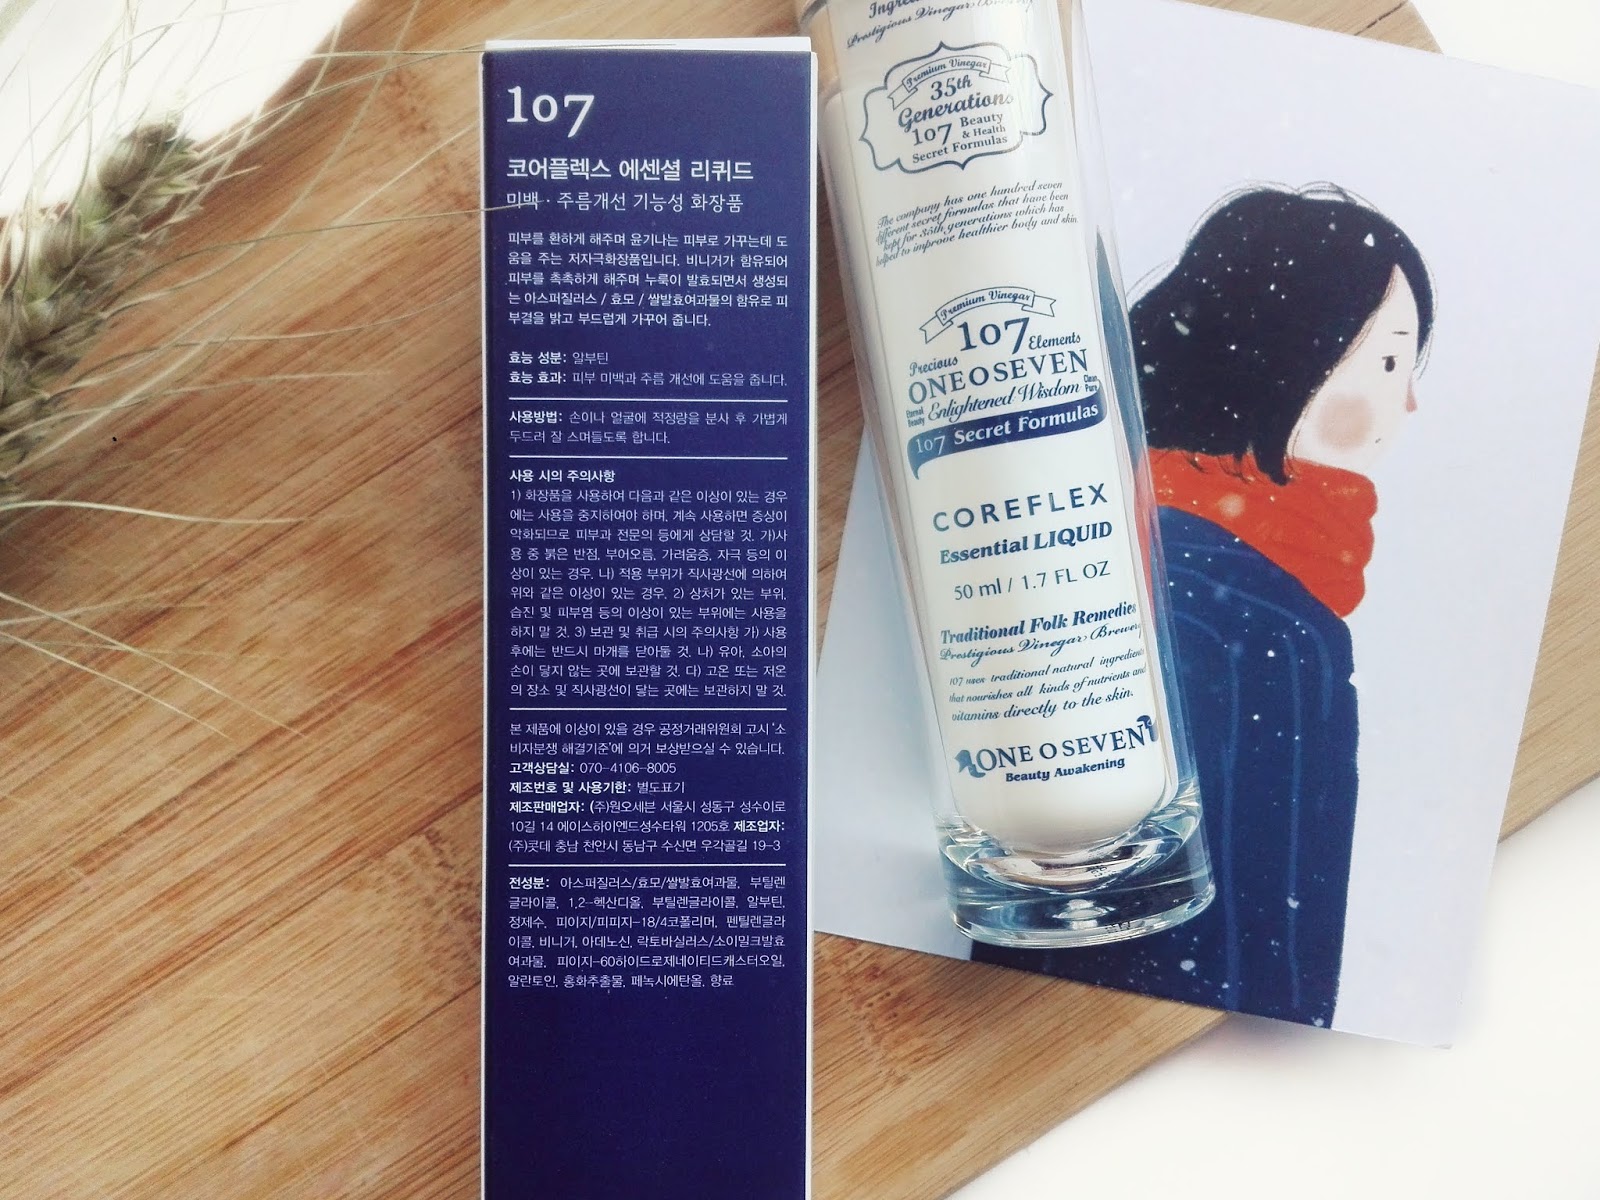 107
코어플렉스 에센셜 리퀴드
미백 · 주름개선 기능성 화장품
피부를 환하게 해주며 윤기나는 피부로 가꾸는데 도
움을 주는 저자극화장품입니다. 비니거가 함유되어
피부를 촉촉하게 해주며 누룩이 발효되면서 생성되
는 아스퍼질러스 / 효모 / 쌀발효여과물의 함유로 피
부결을 밝고 부드럽게 가꾸어 줍니다.
효능 성분: 알부틴
효능 효과: 피부 미백과 주름 개선에 도움을 줍니다.
사용방법: 손이나 얼굴에 적정량을 분사 후 가볍게
두드려 잘 스며들도록 합니다.
사용 시의 주의사항
1) 화장품을 사용하여 다음과 같은 이상이 있는 경우
에는 사용을 중지하여야 하며, 계속 사용하면 증상이
악화되므로 피부과 전문의 등에게 상담할 것. 가)사
용 중 붉은 반점, 부어오름, 가려움증, 자극 등의 이
상이 있는 경우. 나) 적용 부위가 직사광선에 의하여
위와 같은 이상이 있는 경우. 2) 상처가 있는 부위,
습진 및 피부염 등의 이상이 있는 부위에는 사용을
하지 말 것. 3) 보관 및 취급 시의 주의사항 가) 사용
후에는 반드시 마개를 닫아둘 것. 나) 유아, 소아의
손이 닿지 않는 곳에 보관할 것. 다) 고온 또는 저온
의 장소 및 직사광선이 닿는 곳에는 보관하지 말 것.
본 제품에 이상이 있을 경우 공정거래위원회 고시 '소
비자분쟁 해결기준'에 의거 보상받으실 수 있습니다.
고객상담실: 070-4106-8005
제조번호 및 사용기한: 별도표기
제조판매업자: (주)원오세븐 서울시 성동구 성수이로
10길 14 에이스하이엔드성수타워 1205호 제조업자:
(주)콧데 충남 천안시 동남구 수신면 우각골길 19-3
전성분: 아스퍼질러스/효모/쌀발효여과물, 부틸렌
글라이콜, 1,2-헥산디올, 부틸렌글라이콜, 알부틴,
정제수, 피이지/피피지-18/4코폴리머, 펜틸렌글라
이콜, 비니거, 아데노신, 락토바실러스/소이밀크발효
여과물, 피이지-60하이드로제네이티드캐스터오일,
알란토인, 홍화추출물, 페녹시에탄올, 향료
Prestigious Vinegar Brewery
Premium Vinegar
35th
Generations
107 Beauty
& Health
Secret Formulas
The company has one hundred seven
different secret formulas that have been
kept for 35th generations which has
helped to improve healthier body and skin.
Premium Vinegar
Precious 107 Elements
ONEOSEVEN
Eternal Beauty Enlightened Wisdom Clean Pure
107 Secret Formulas
COREFLEX
Essential LIQUID
50 ml / 1.7 FL OZ
Traditional Folk Remedies
Prestigious Vinegar Brewery
107 uses traditional natural ingredients
that nourishes all kinds of nutrients and
vitamins directly to the skin.
ONE O SEVEN
Beauty Awakening